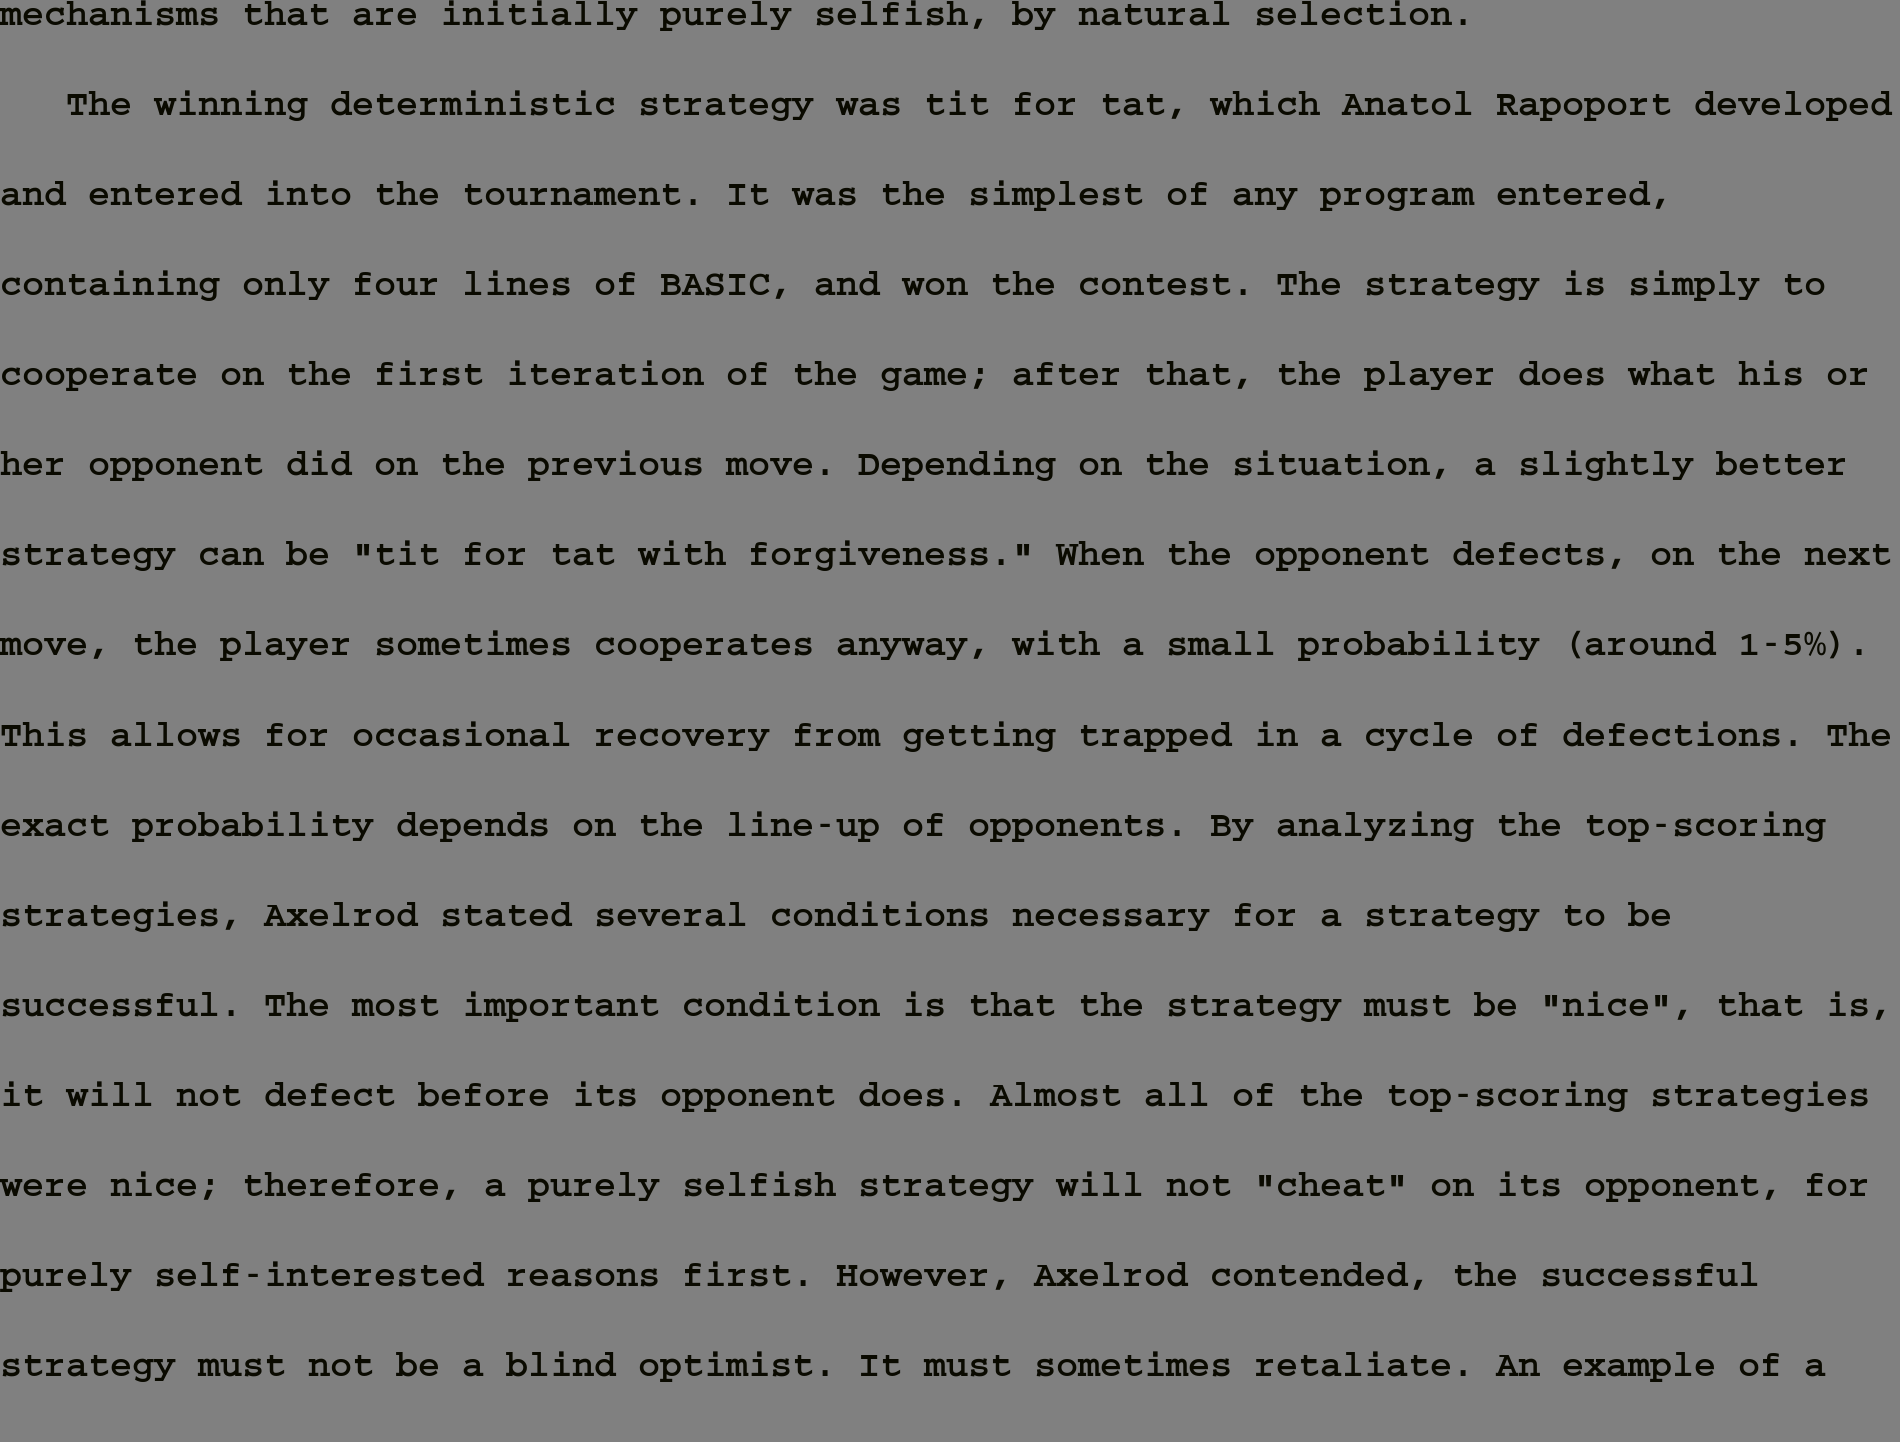 mechanisms that are initially purely selfish, by natural selection.
The winning deterministic strategy was tit for tat, which Anatol Rapoport developed
and entered into the tournament. It was the simplest of any program entered,
containing only four lines of BASIC, and won the contest. The strategy is simply to
cooperate on the first iteration of the game; after that, the player does what his or
her opponent did on the previous move. Depending on the situation, a slightly better
strategy can be "tit for tat with forgiveness." When the opponent defects, on the next
move, the player sometimes cooperates anyway, with a small probability (around 1-5%).
This allows for occasional recovery from getting trapped in a cycle of defections. The
exact probability depends on the line-up of opponents. By analyzing the top-scoring
strategies, Axelrod stated several conditions necessary for a strategy to be
successful. The most important condition is that the strategy must be "nice", that is,
it will not defect before its opponent does. Almost all of the top-scoring strategies
were nice; therefore, a purely selfish strategy will not "cheat" on its opponent, for
purely self-interested reasons first. However, Axelrod contended, the successful
strategy must not be a blind optimist. It must sometimes retaliate. An example of a